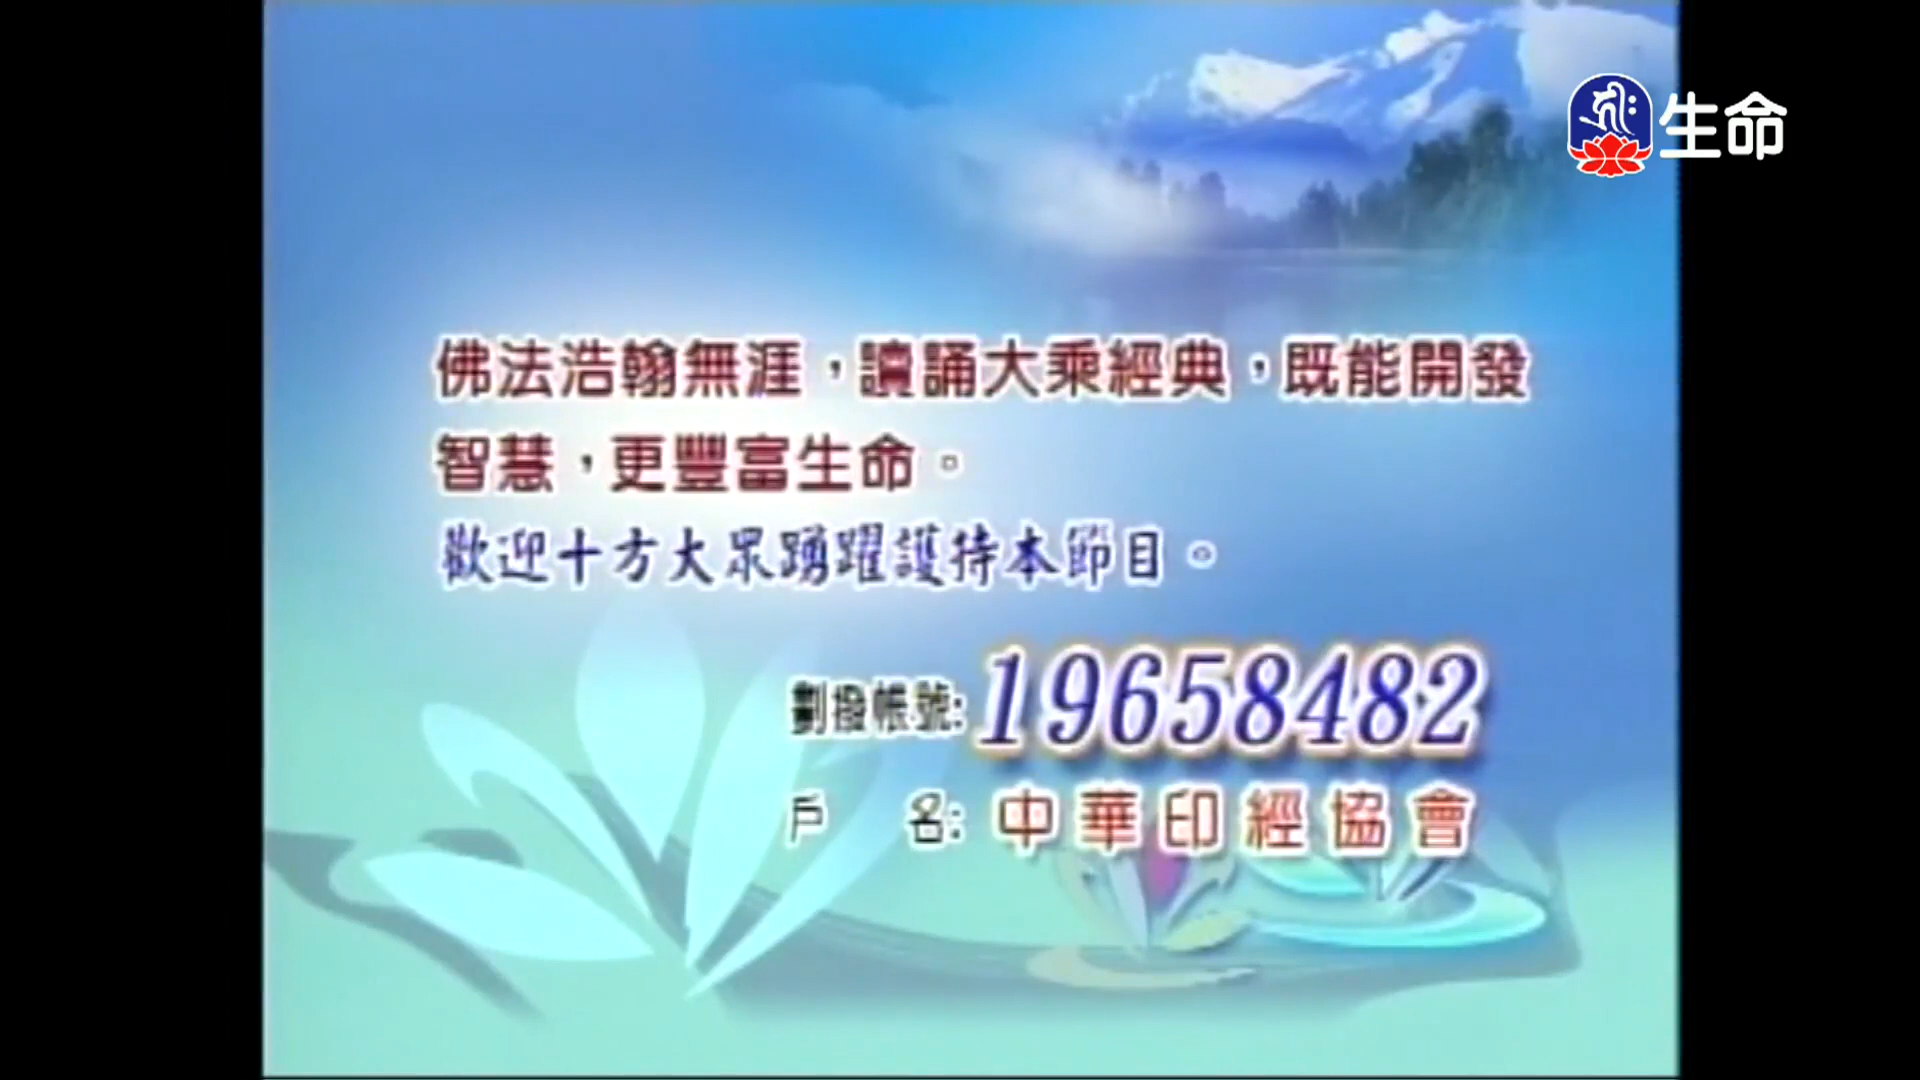 生命
佛法浩翰無涯，讀誦大乘經典，既能開發
智慧，更豐富生命。
歡迎十方大眾踴躍護持本節目。
劃撥帳號:19658482
戶 名:中華印經協會